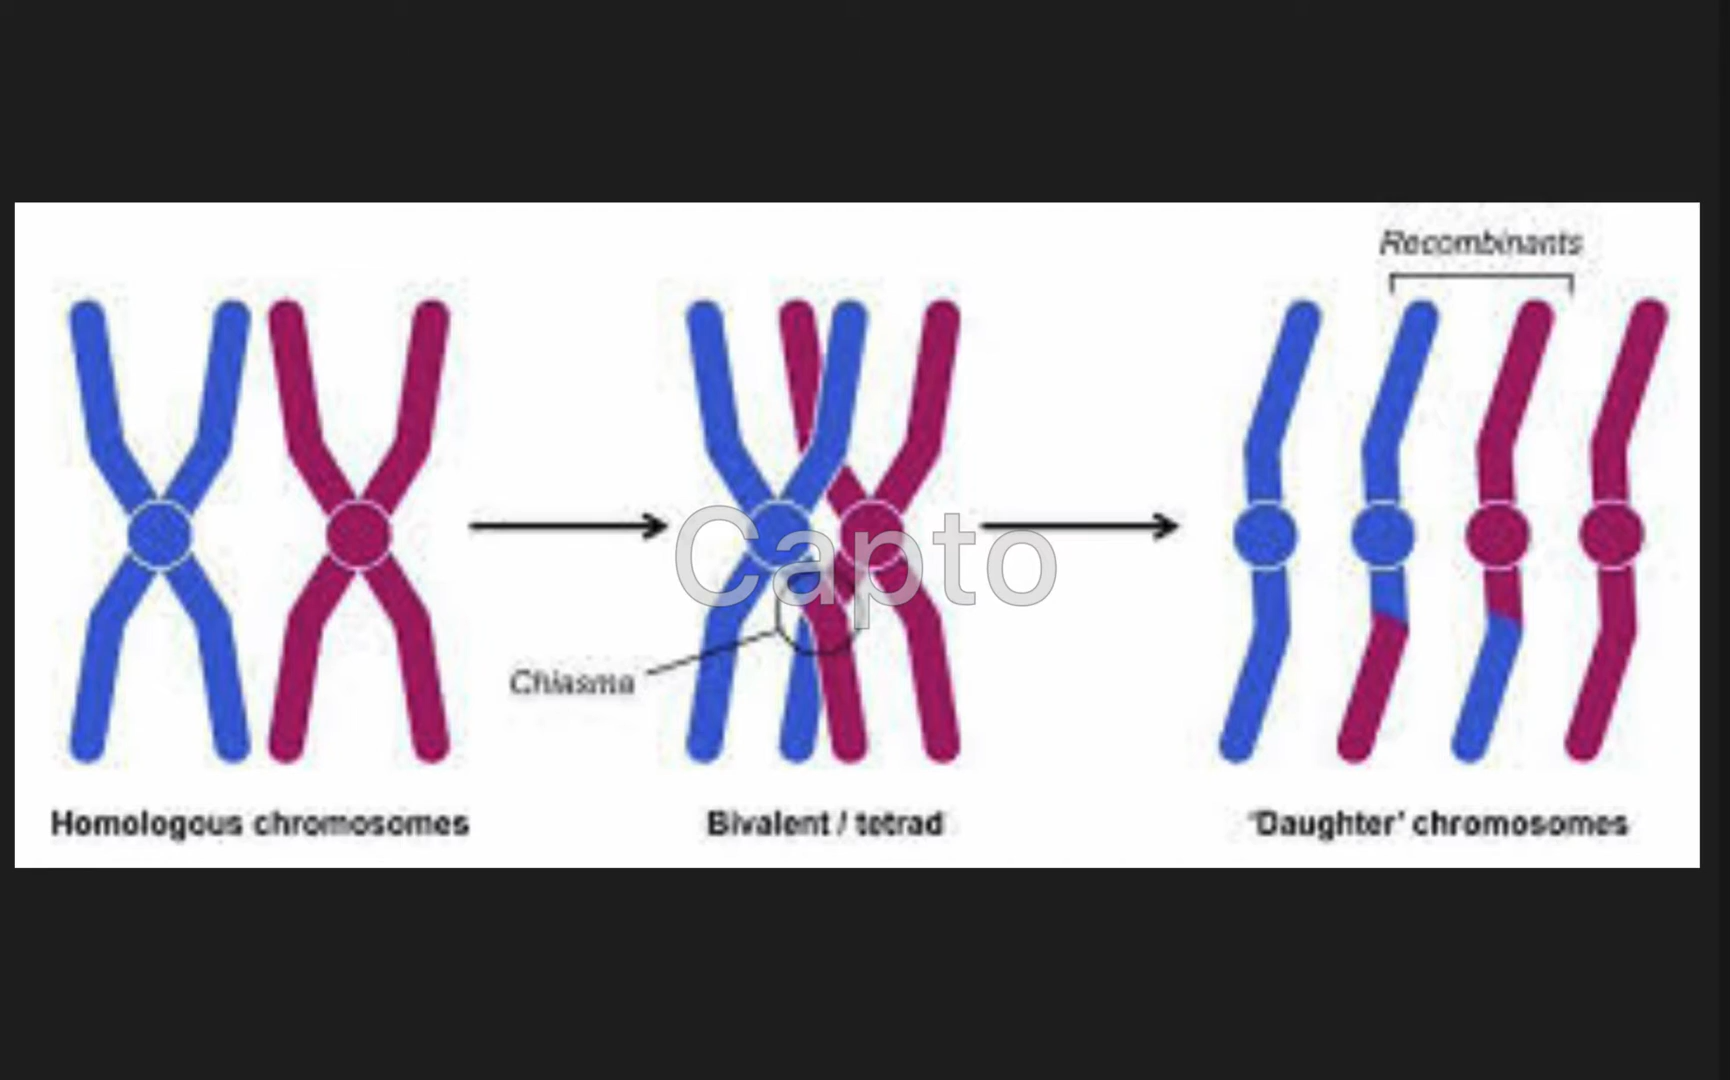 Recombinants
Capto
Chiasma
Homologous chromosomes
Bivalent / tetrad
‘Daughter’ chromosomes